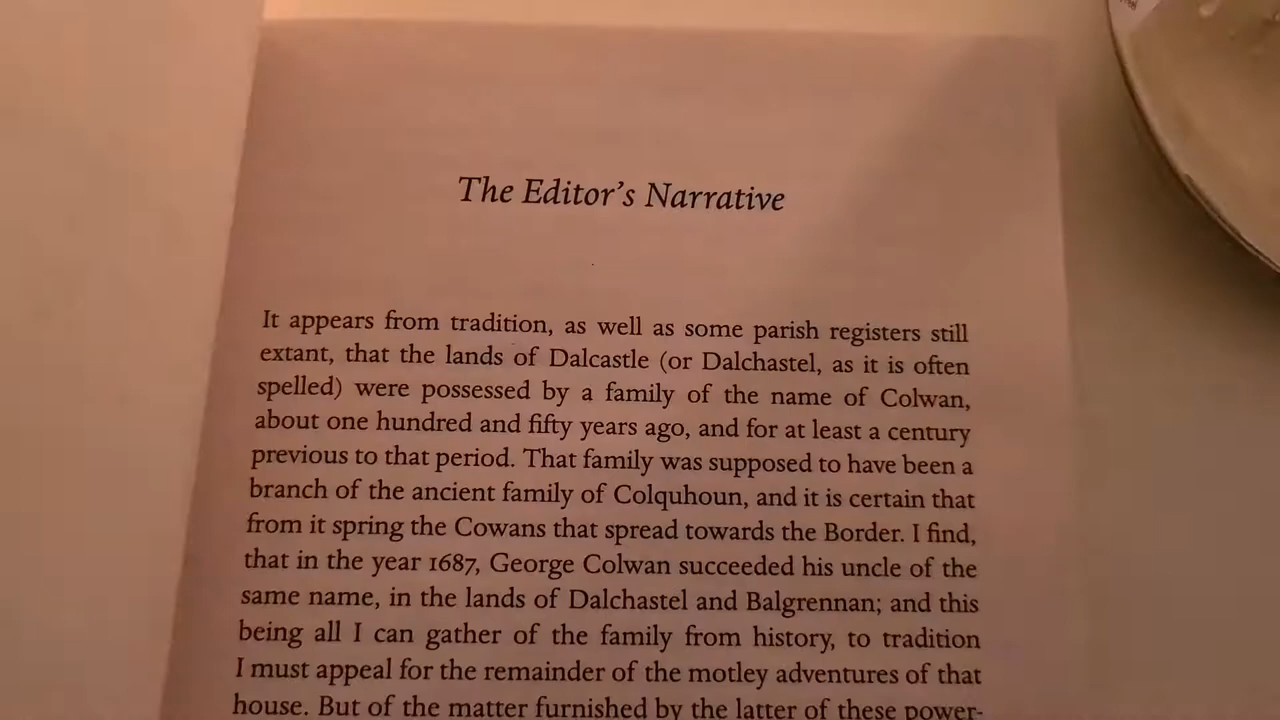 The Editor's Narrative
It appears from tradition, as well as some parish registers still
extant, that the lands of Dalcastle (or Dalchastel, as it is often
spelled) were possessed by a family of the name of Colwan,
about one hundred and fifty years ago, and for at least a century
previous to that period. That family was supposed to have been a
branch of the ancient family of Colquhoun, and it is certain that
from it spring the Cowans that spread towards the Border. I find,
that in the year 1687, George Colwan succeeded his uncle of the
same name, in the lands of Dalchastel and Balgrennan; and this
being all I can gather of the family from history, to tradition
I must appeal for the remainder of the motley adventures of that
house. But of the matter furnished by the latter of these power-